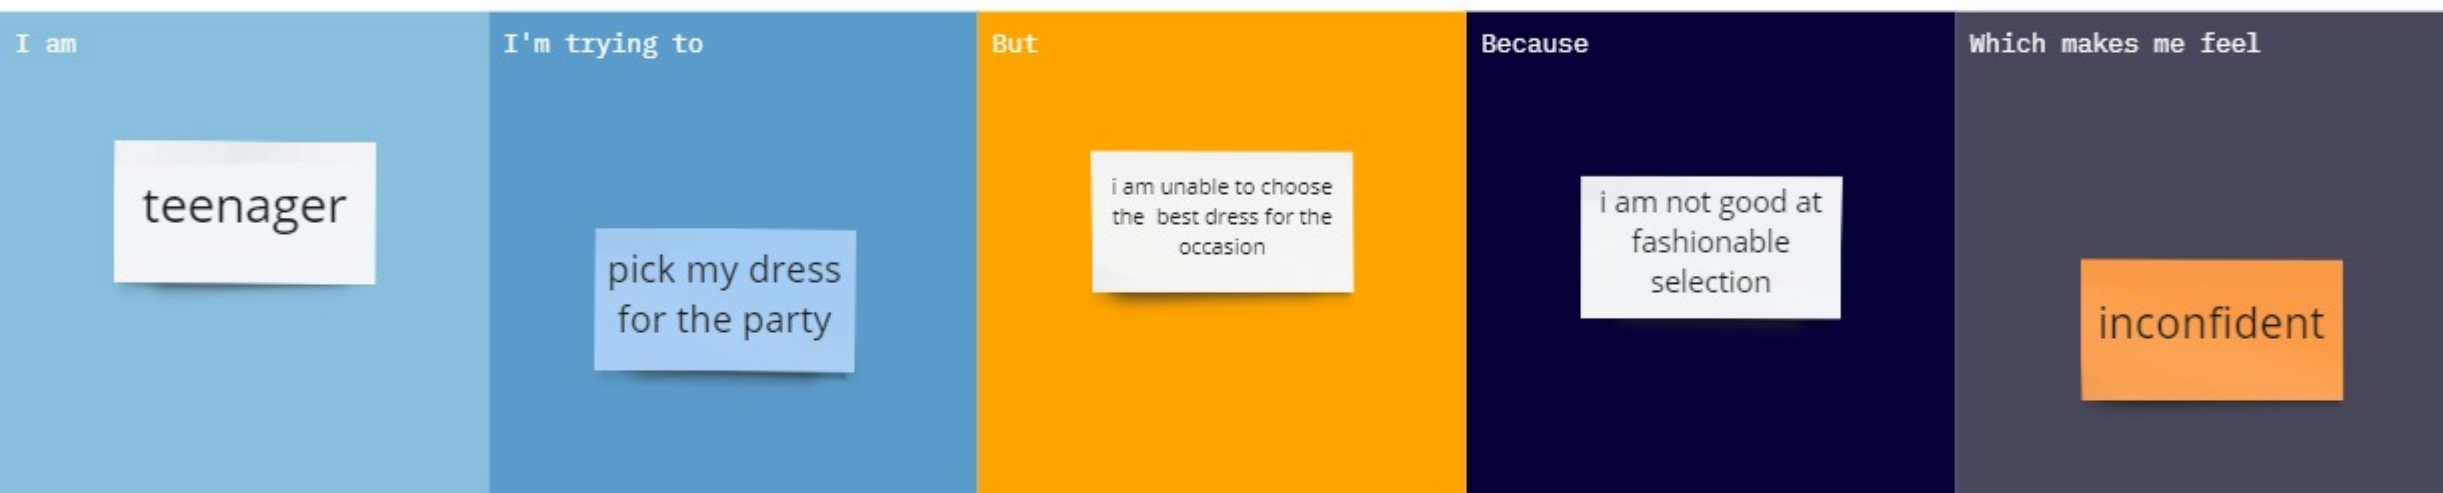 I am
teenager
I'm trying to
pick my dress
for the party
But
i am unable to choose
the best dress for the
occasion
Because
i am not good at
fashionable
selection
Which makes me feel
inconfident